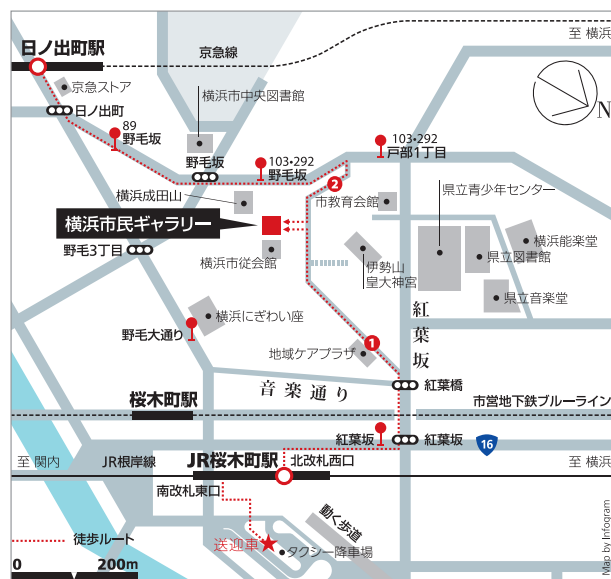 日ノ出町駅
京急線
至 横浜
京急ストア
日ノ出町
横浜市中央図書館
N
89
野毛坂
野毛坂
103・292
野毛坂
103・292
戸部1丁目
2
横浜成田山
市教育会館
県立青少年センター
横浜市民ギャラリー
野毛3丁目
横浜市従会館
伊勢山
皇大神宮
横浜能楽堂
県立図書館
県立音楽堂
紅葉坂
横浜にぎわい座
野毛大通り
1
地域ケアプラザ
音楽通り
紅葉橋
桜木町駅
市営地下鉄ブルーライン
紅葉坂
紅葉坂
16
至 関内
JR根岸線
JR桜木町駅
北改札西口
至 横浜
南改札東口
動く歩道
送迎車
タクシー降車場
徒歩ルート
0
200m
Map by Infogram